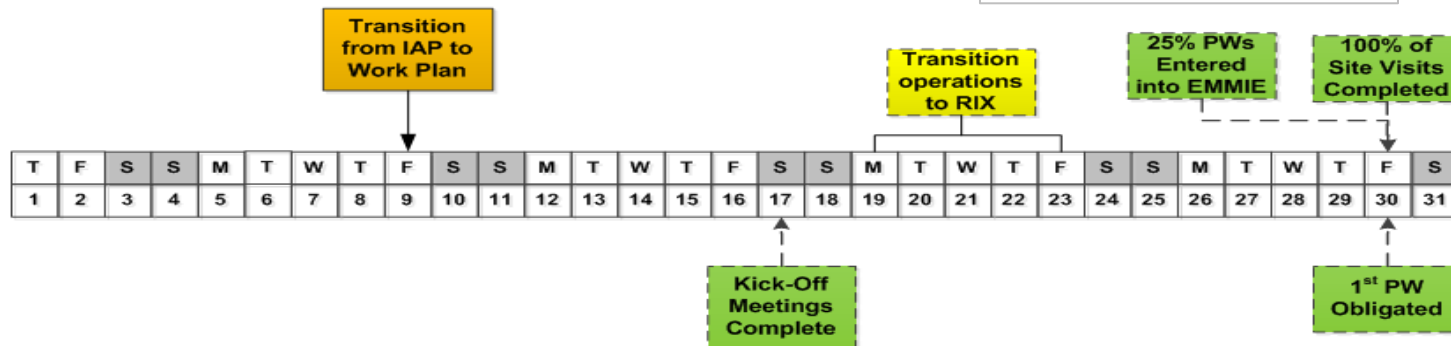 Transition
from IAP to
Work Plan
Transition
operations
to RIX
25% PWs
Entered
into EMMIE
100% of
Site Visits
Completed
T F S S M T W T F S S M T W T F S S M T W T F S S M T W T F S
1 2 3 4 5 6 7 8 9 10 11 12 13 14 15 16 17 18 19 20 21 22 23 24 25 26 27 28 29 30 31
Kick-Off
Meetings
Complete
1st PW
Obligated